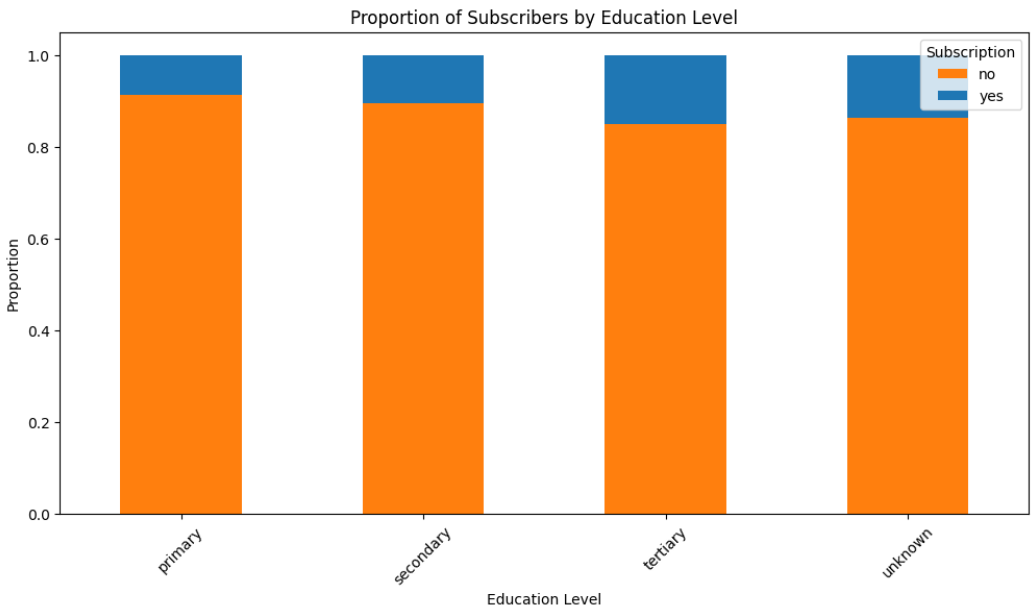 Proportion of Subscribers by Education Level
Subscription
no
yes
1.0
0.8
0.6
0.4
0.2
0.0
Proportion
primary
secondary
tertiary
unknown
Education Level